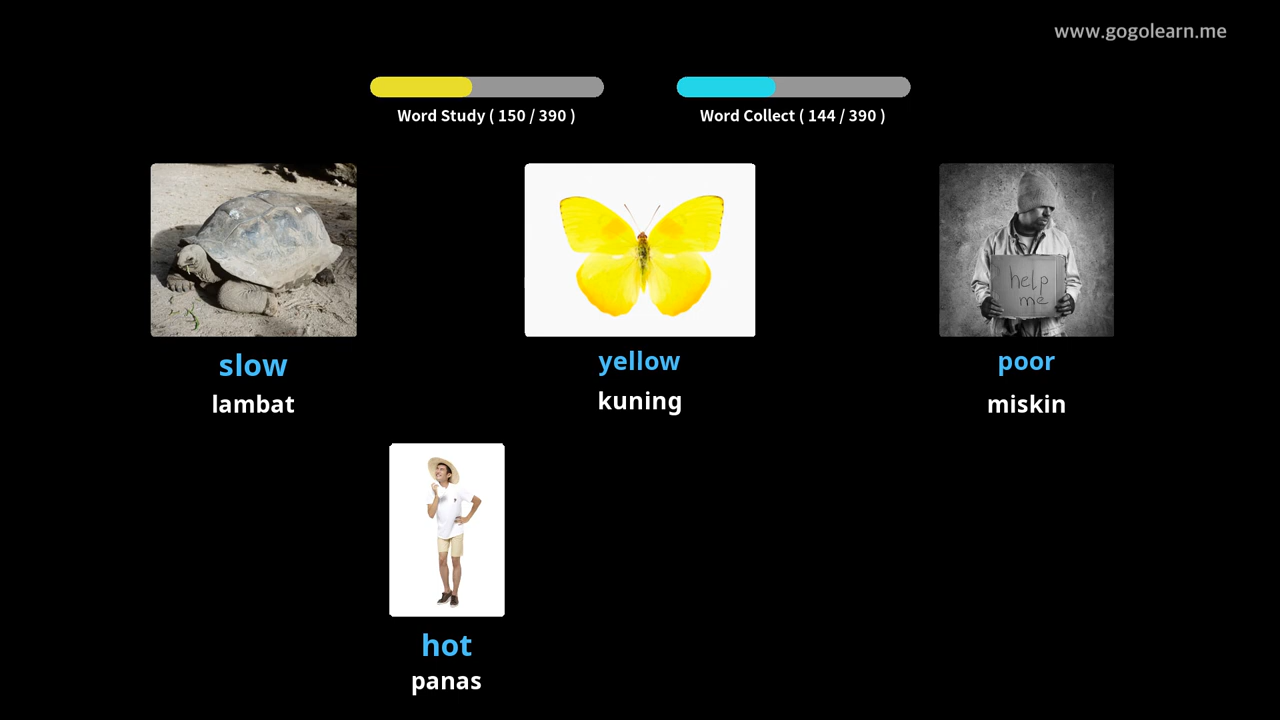 www.gogolearn.me
Word Study ( 150 / 390 )
Word Collect ( 144 / 390 )
help
me
slow
lambat
yellow
kuning
poor
miskin
hot
panas